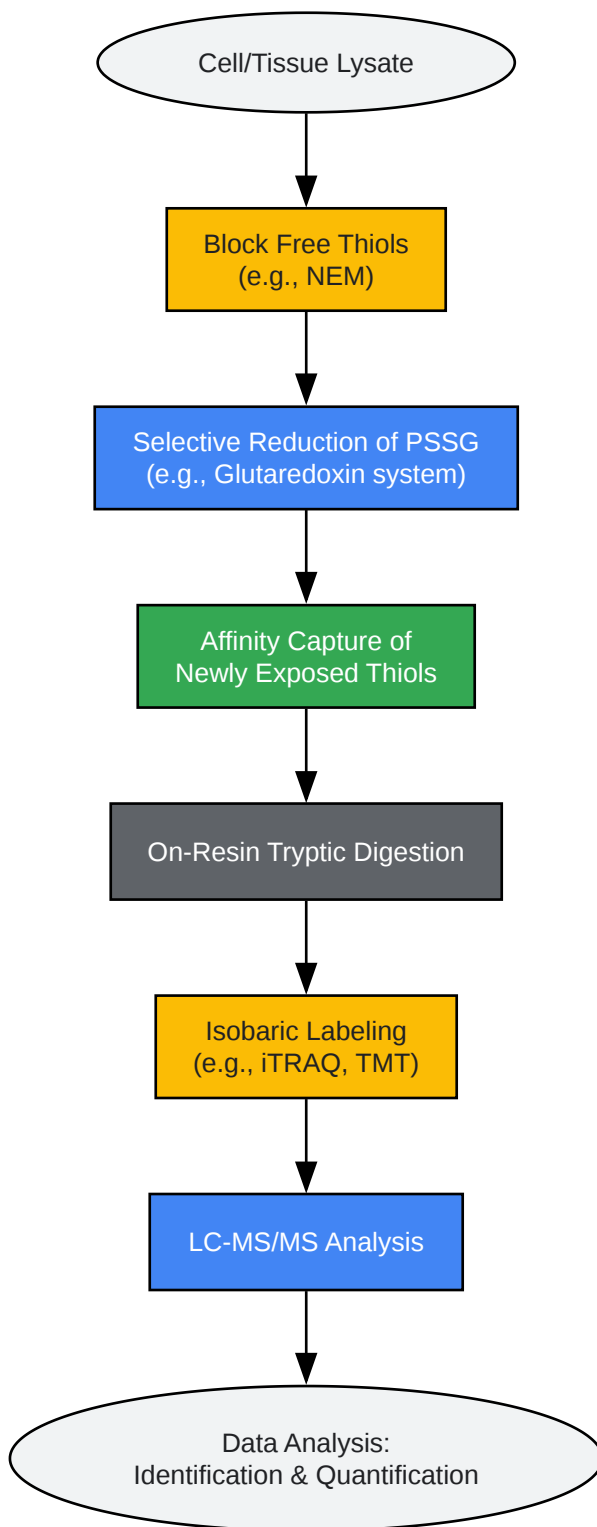 Cell/Tissue Lysate
Block Free Thiols
(e.g., NEM)
Selective Reduction of PSSG
(e.g., Glutaredoxin system)
Affinity Capture of
Newly Exposed Thiols
On-Resin Tryptic Digestion
Isobaric Labeling
(e.g., iTRAQ, TMT)
LC-MS/MS Analysis
Data Analysis:
Identification & Quantification